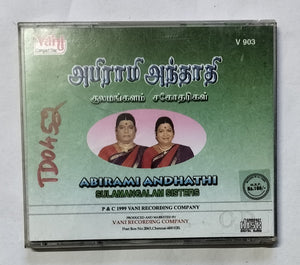 Vani
V 903
அபிராமி அந்தாதி
சூலமங்களம் சகோதரிகள்
ABIRAMI ANDHATHI
SULAMANGALAM SISTERS
P & C 1999 VANI RECORDING COMPANY
PRODUCED AND MARKETED BY
VANI RECORDING COMPANY